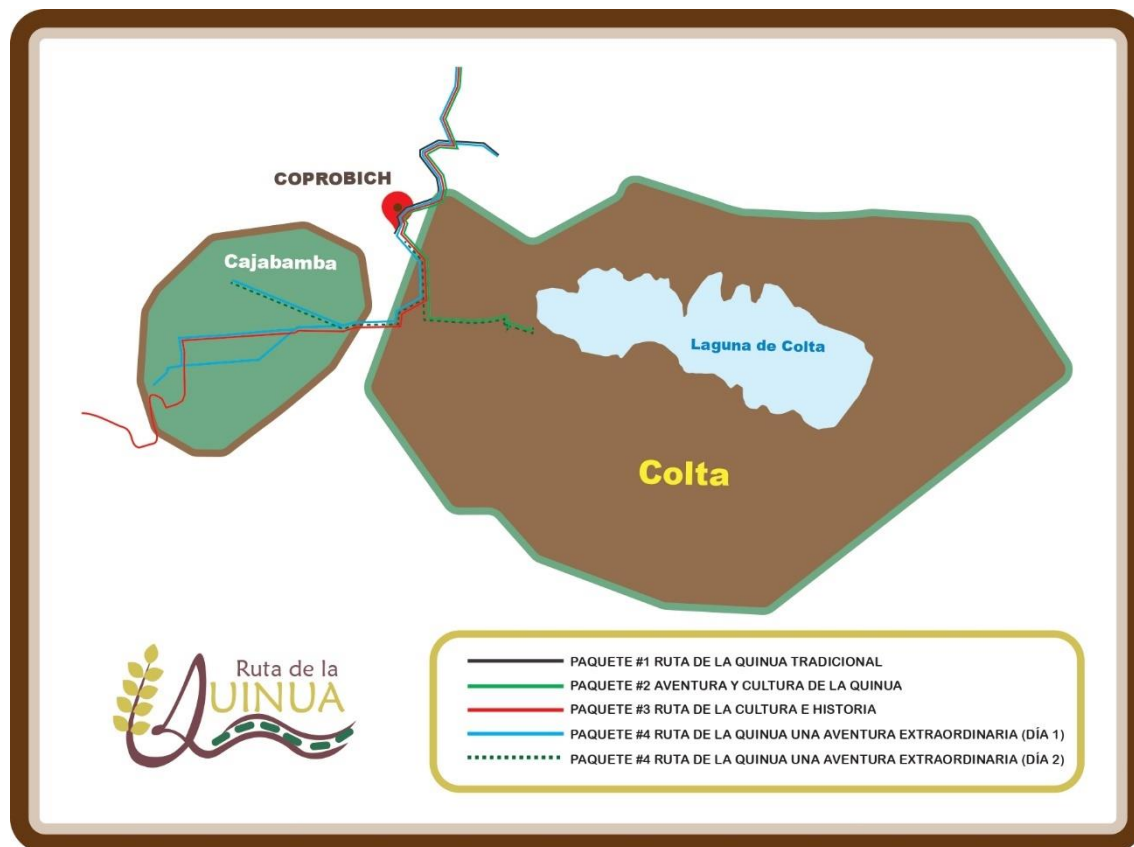 COPROBICH
Cajabamba
Laguna de Colta
Colta
Ruta de la
QUINUA
PAQUETE #1 RUTA DE LA QUINUA TRADICIONAL
PAQUETE #2 AVENTURA Y CULTURA DE LA QUINUA
PAQUETE #3 RUTA DE LA CULTURA E HISTORIA
PAQUETE #4 RUTA DE LA QUINUA UNA AVENTURA EXTRAORDINARIA (DÍA 1)
PAQUETE #4 RUTA DE LA QUINUA UNA AVENTURA EXTRAORDINARIA (DÍA 2)